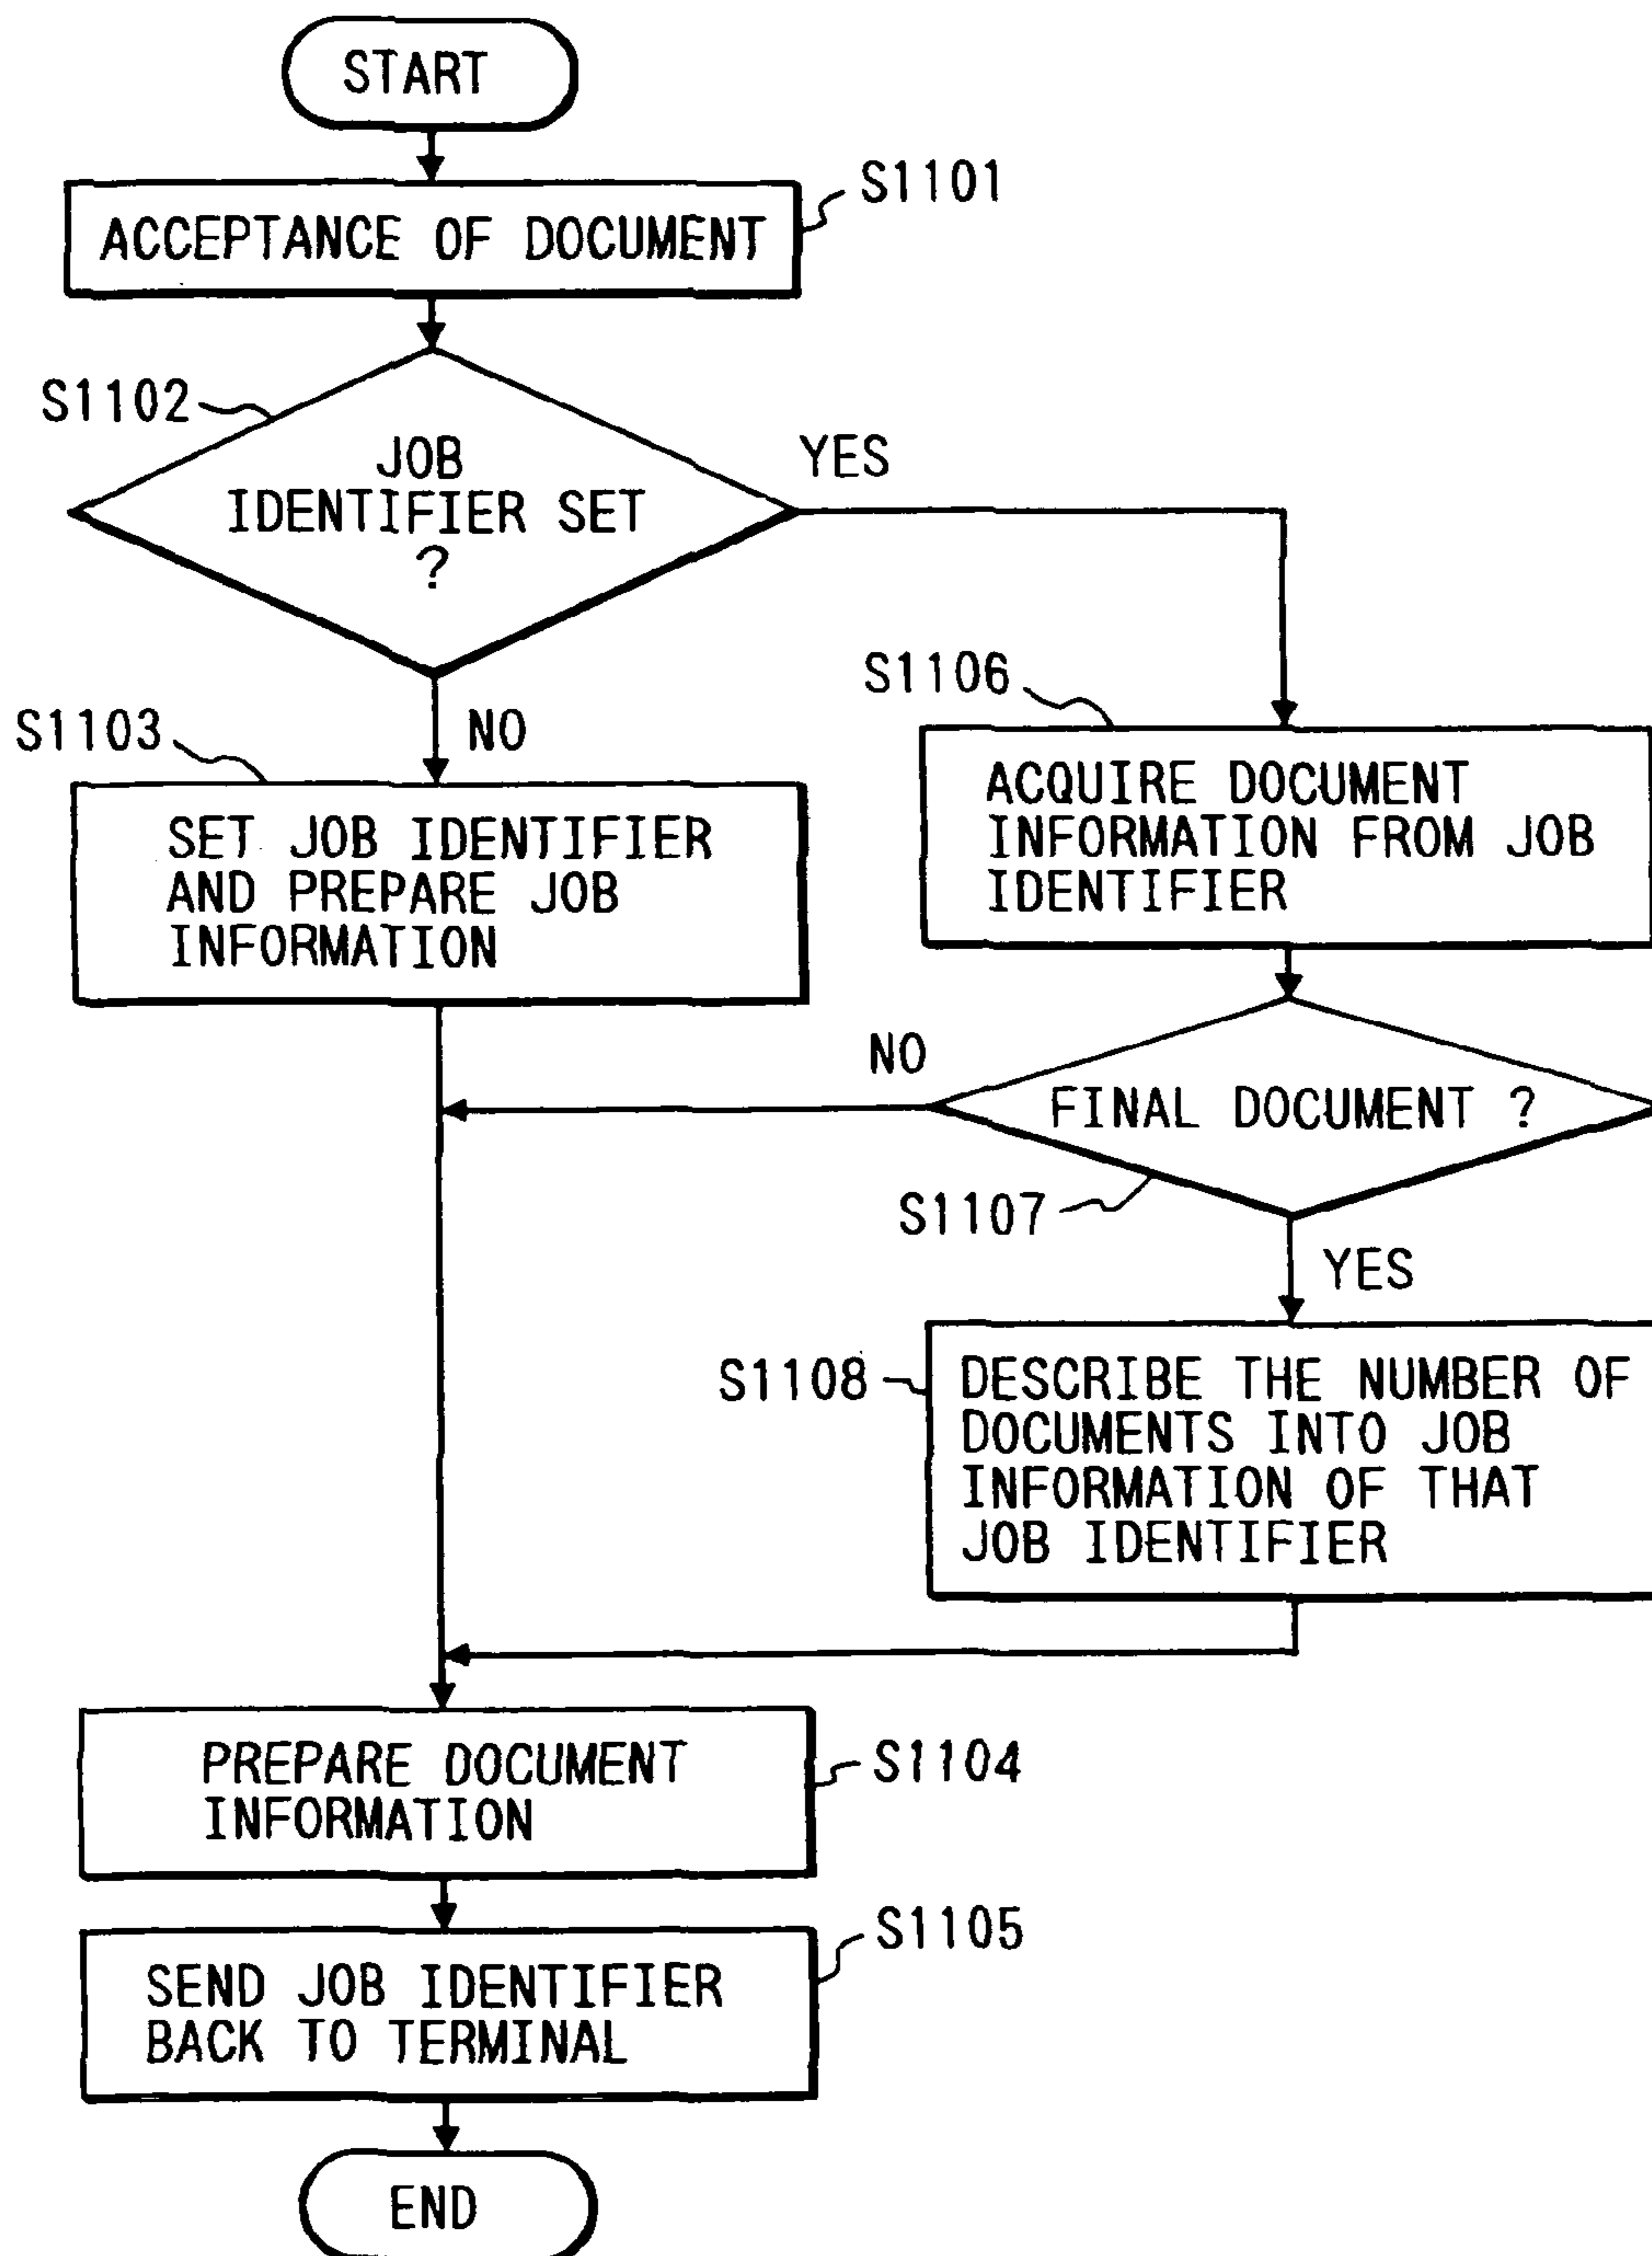 START
ACCEPTANCE OF DOCUMENT
S1101
S1102
JOB
IDENTIFIER SET
?
YES
S1103
NO
SET JOB IDENTIFIER
AND PREPARE JOB
INFORMATION
S1106
ACQUIRE DOCUMENT
INFORMATION FROM JOB
IDENTIFIER
NO
FINAL DOCUMENT ?
S1107
YES
S1108
DESCRIBE THE NUMBER OF
DOCUMENTS INTO JOB
INFORMATION OF THAT
JOB IDENTIFIER
PREPARE DOCUMENT
INFORMATION
S1104
SEND JOB IDENTIFIER
BACK TO TERMINAL
S1105
END